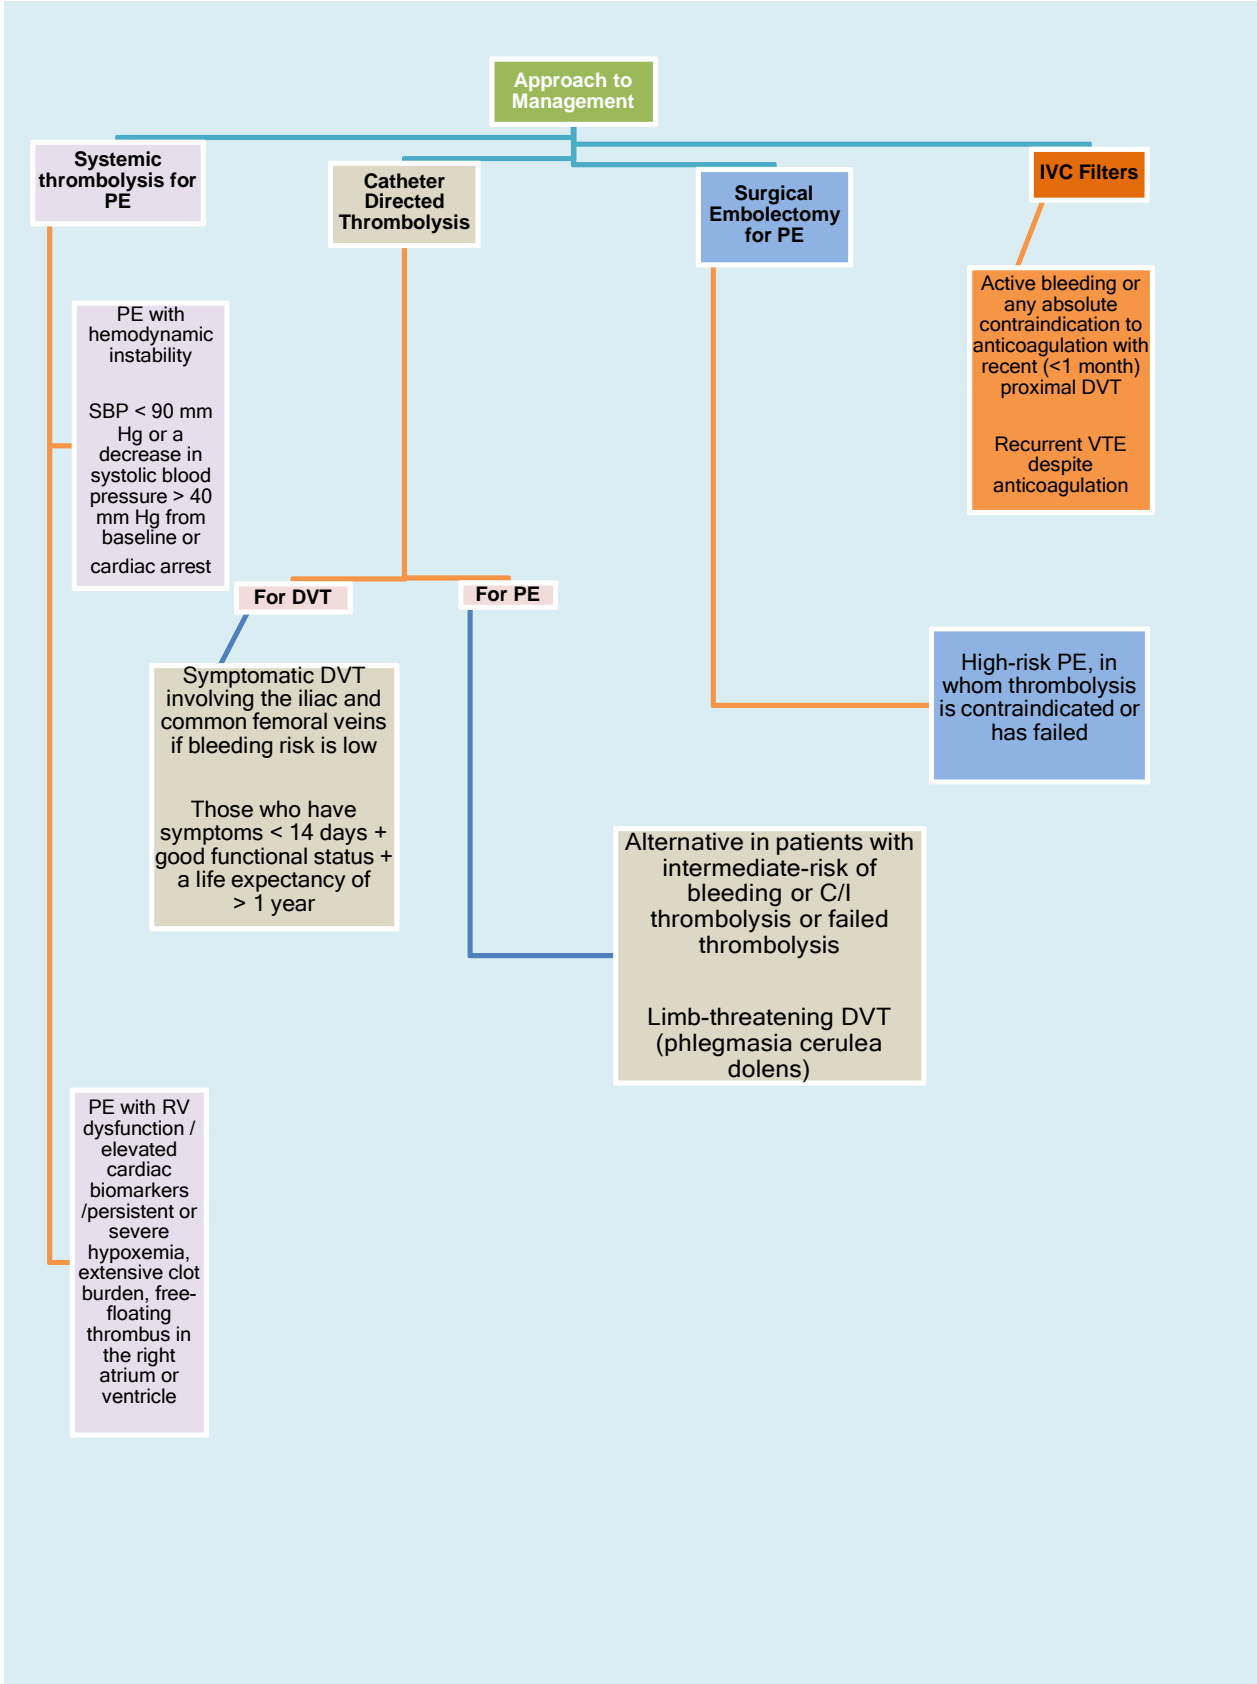 Approach to
Management
Systemic
thrombolysis for
PE
Catheter
Directed
Thrombolysis
Surgical
Embolectomy
for PE
IVC Filters
PE with
hemodynamic
instability
SBP < 90 mm
Hg or a
decrease in
systolic blood
pressure > 40
mm Hg from
baseline or
cardiac arrest
Active bleeding or
any absolute
contraindication to
anticoagulation with
recent (<1 month)
proximal DVT
Recurrent VTE
despite
anticoagulation
For DVT
For PE
Symptomatic DVT
involving the iliac and
common femoral veins
if bleeding risk is low
Those who have
symptoms < 14 days +
good functional status +
a life expectancy of
> 1 year
High-risk PE, in
whom thrombolysis
is contraindicated or
has failed
Alternative in patients with
intermediate-risk of
bleeding or C/I
thrombolysis or failed
thrombolysis
Limb-threatening DVT
(phlegmasia cerulea
dolens)
PE with RV
dysfunction /
elevated
cardiac
biomarkers
/persistent or
severe
hypoxemia,
extensive clot
burden, free-
floating
thrombus in
the right
atrium or
ventricle